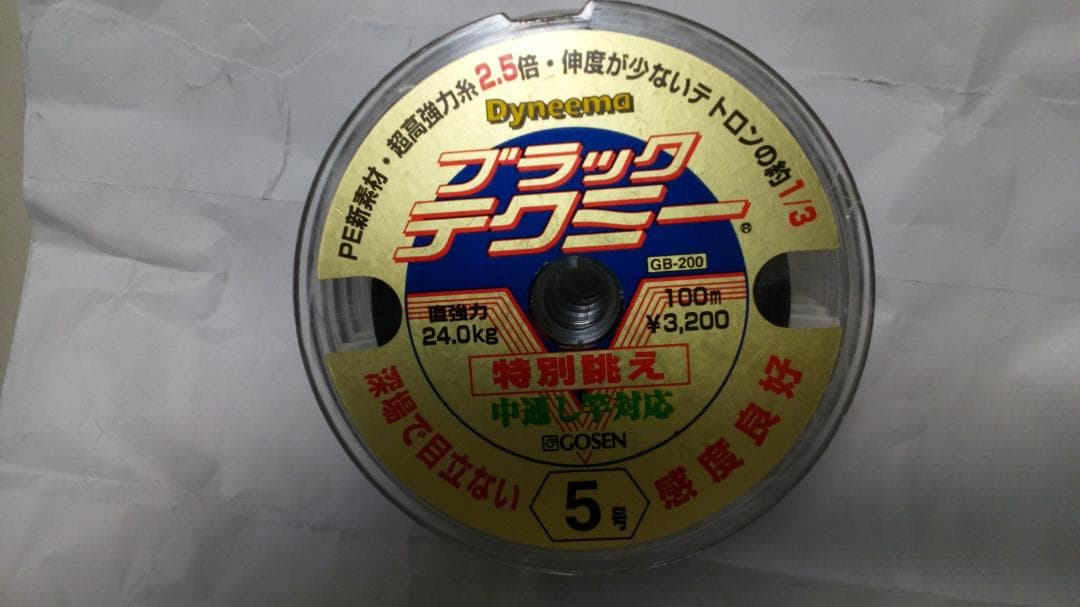 PE新素材・超高強力糸2.5倍・伸度が少ないテトロンの約1/3
Dyneema
ブラック
テクミー®
GB-200
直強力
24.0kg
100m
¥3,200
特別誂え
中通し竿対応
GOSEN
深場で目立ない
感度良好
5号